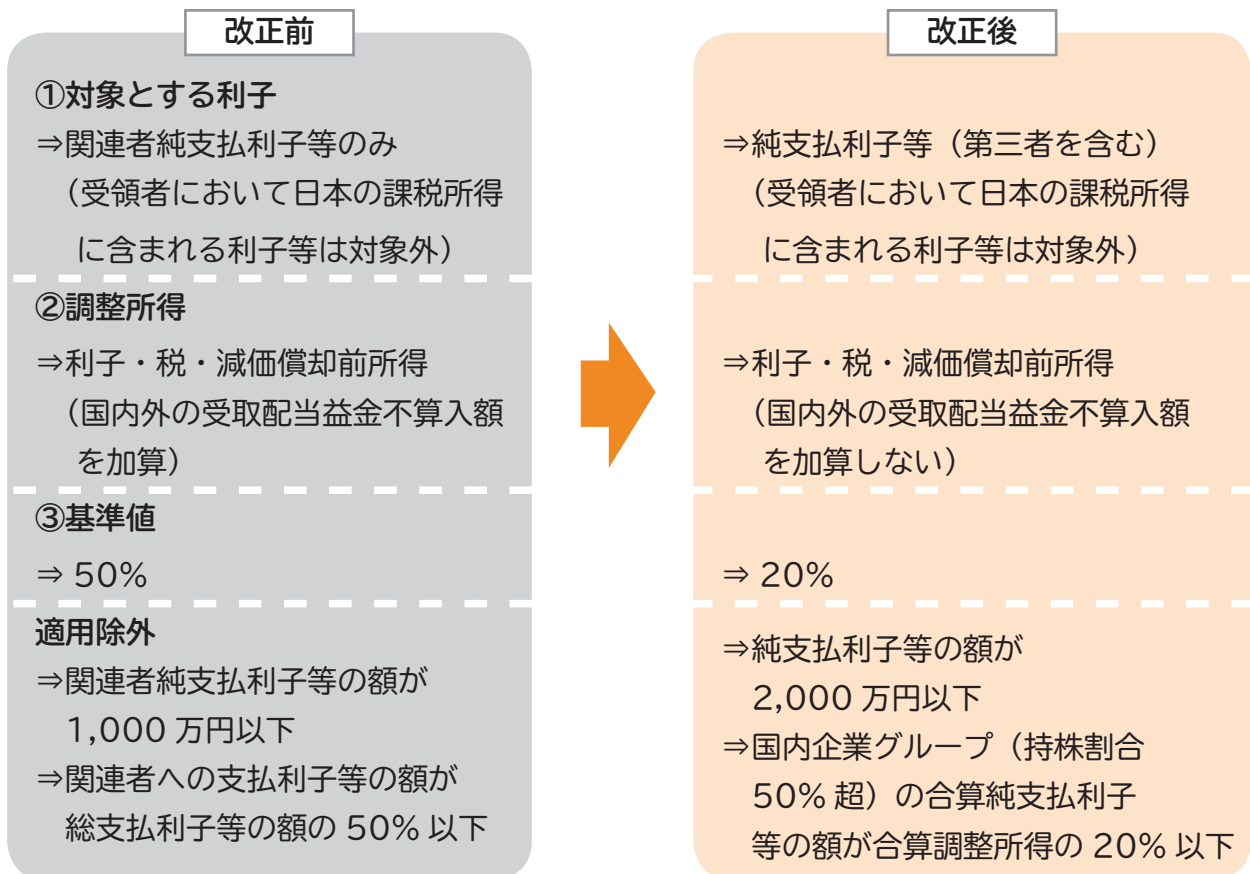 改正前
①対象とする利子
⇒関連者純支払利子等のみ
（受領者において日本の課税所得
に含まれる利子等は対象外）
②調整所得
⇒利子・税・減価償却前所得
（国内外の受取配当益金不算入額
を加算）
③基準値
⇒ 50%
適用除外
⇒関連者純支払利子等の額が
1,000 万円以下
⇒関連者への支払利子等の額が
総支払利子等の額の 50% 以下
改正後
⇒純支払利子等（第三者を含む）
（受領者において日本の課税所得
に含まれる利子等は対象外）
⇒利子・税・減価償却前所得
（国内外の受取配当益金不算入額
を加算しない）
⇒ 20%
⇒純支払利子等の額が
2,000 万円以下
⇒国内企業グループ（持株割合
50% 超）の合算純支払利子
等の額が合算調整所得の 20% 以下